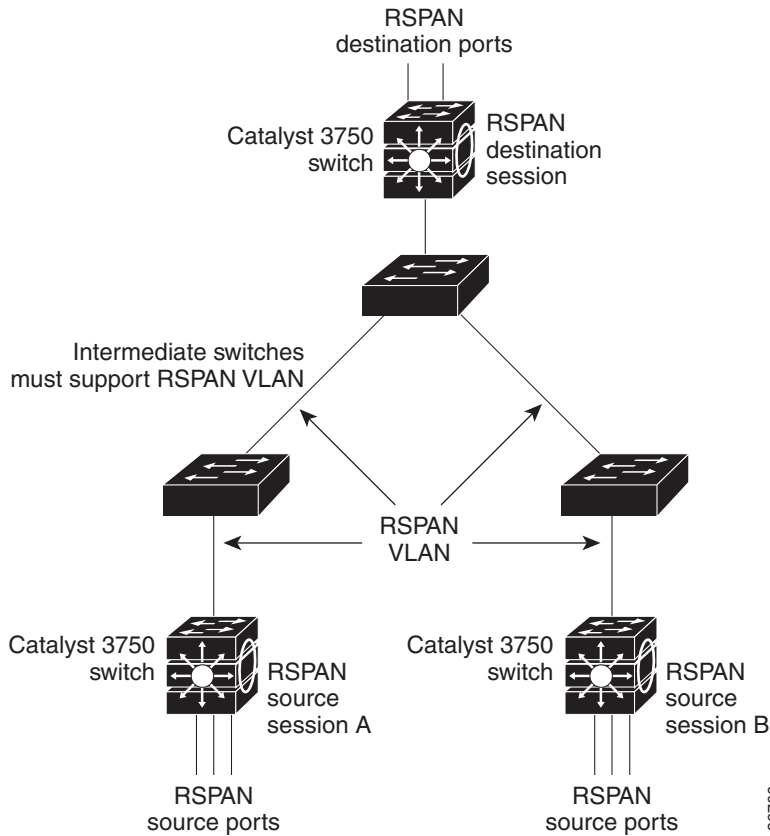 RSPAN
destination ports
Catalyst 3750
switch
RSPAN
destination
session
Intermediate switches
must support RSPAN VLAN
RSPAN
VLAN
Catalyst 3750
switch
RSPAN
source
session A
Catalyst 3750
switch
RSPAN
source
session B
RSPAN
source ports
RSPAN
source ports